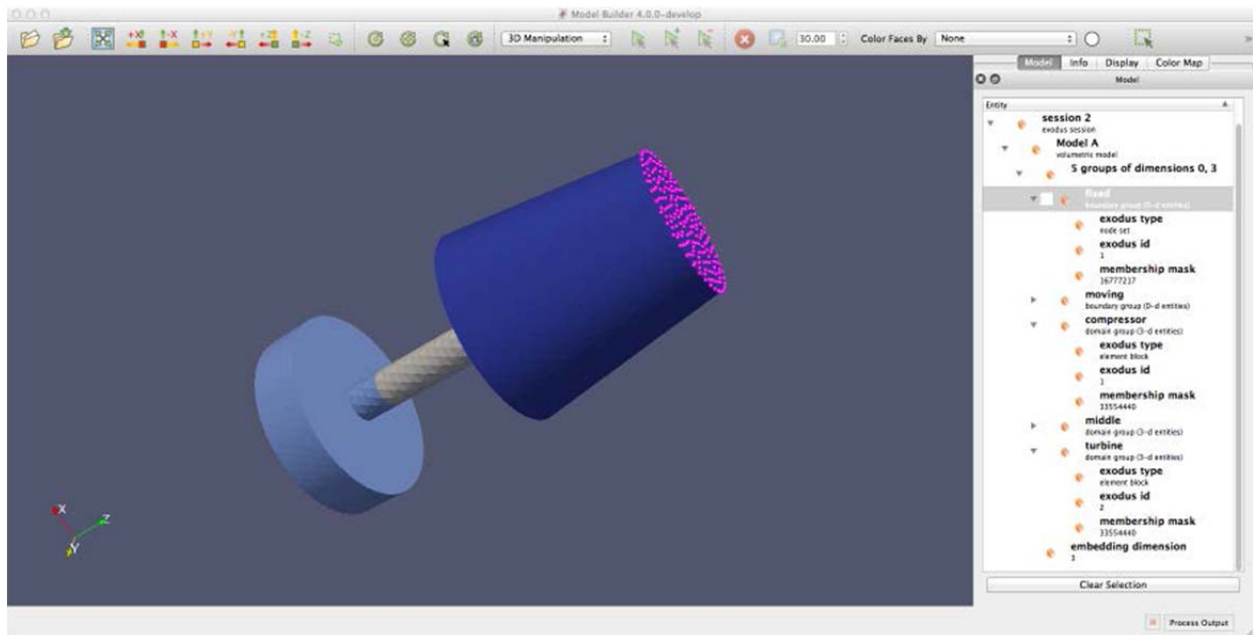 Model Builder 4.0.0-develop
+X -X +Y -Y +Z -Z 3D Manipulation 30.00 Color Faces By None
Model Info Display Color Map
Model
Entity
session 2
exodus session
Model A
volumetric model
5 groups of dimensions 0, 3
fixed
boundary group (0-d entities)
exodus type
node set
exodus id
1
membership mask
16777217
moving
boundary group (0-d entities)
compressor
domain group (3-d entities)
exodus type
element block
exodus id
1
membership mask
33554440
middle
domain group (3-d entities)
turbine
domain group (3-d entities)
exodus type
element block
exodus id
2
membership mask
33554440
embedding dimension
3
Clear Selection
X
Z
Y
Process Output